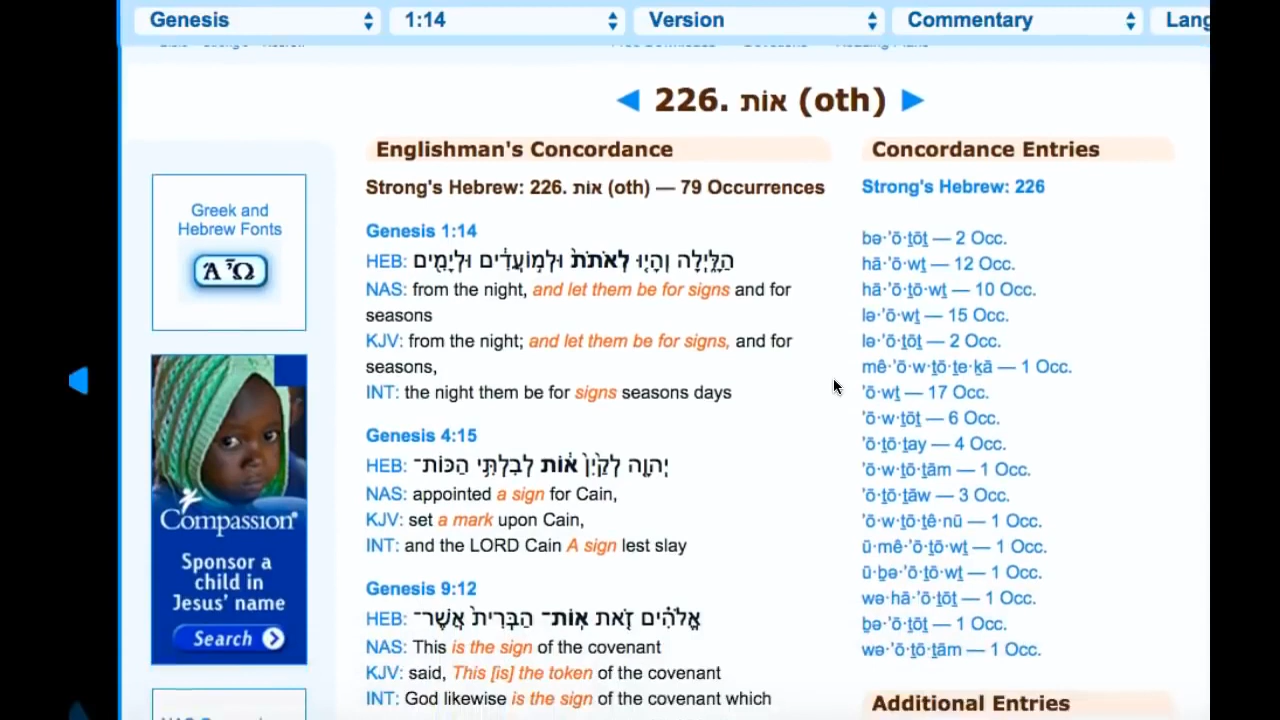 Genesis
1:14
Version
Commentary
Lang
◄ 226. אוֹת (oth) ►
Greek and
Hebrew Fonts
Ἀ Ὢ
Compassion
Sponsor a
child in
Jesus' name
Search
Englishman's Concordance
Strong's Hebrew: 226. אוֹת (oth) — 79 Occurrences
Genesis 1:14
HEB: הַלָּ֑יְלָה וְהָי֤וּ לְאֹתֹת֙ וּלְמ֣וֹעֲדִ֔ים וּלְיָמִ֖ים
NAS: from the night, and let them be for signs and for
seasons
KJV: from the night; and let them be for signs, and for
seasons,
INT: the night them be for signs seasons days
Genesis 4:15
HEB: יְהוָ֤ה לְקַ֙יִן֙ א֔וֹת לְבִלְתִּ֥י הַכּוֹת־
NAS: appointed a sign for Cain,
KJV: set a mark upon Cain,
INT: and the LORD Cain A sign lest slay
Genesis 9:12
HEB: אֱלֹהִ֗ים זֹ֤את אֽוֹת־ הַבְּרִית֙ אֲשֶׁר־
NAS: This is the sign of the covenant
KJV: said, This [is] the token of the covenant
INT: God likewise is the sign of the covenant which
Concordance Entries
Strong's Hebrew: 226
bə·'ō·ṯōṯ — 2 Occ.
hā·'ō·wṯ — 12 Occ.
hā·'ō·ṯō·wṯ — 10 Occ.
lə·'ō·wṯ — 15 Occ.
lə·'ō·ṯōṯ — 2 Occ.
mê·'ō·w·ṯō·ṯe·ḵā — 1 Occ.
'ō·wṯ — 17 Occ.
'ō·w·ṯōṯ — 6 Occ.
'ō·ṯō·ṯay — 4 Occ.
'ō·w·ṯō·ṯām — 1 Occ.
'ō·ṯō·ṯāw — 3 Occ.
'ō·w·ṯō·ṯê·nū — 1 Occ.
ū·mê·'ō·ṯō·wṯ — 1 Occ.
ū·ḇə·'ō·ṯō·wṯ — 1 Occ.
wə·hā·'ō·ṯōṯ — 1 Occ.
ḇə·'ō·ṯōṯ — 1 Occ.
wə·'ō·ṯō·ṯām — 1 Occ.
Additional Entries